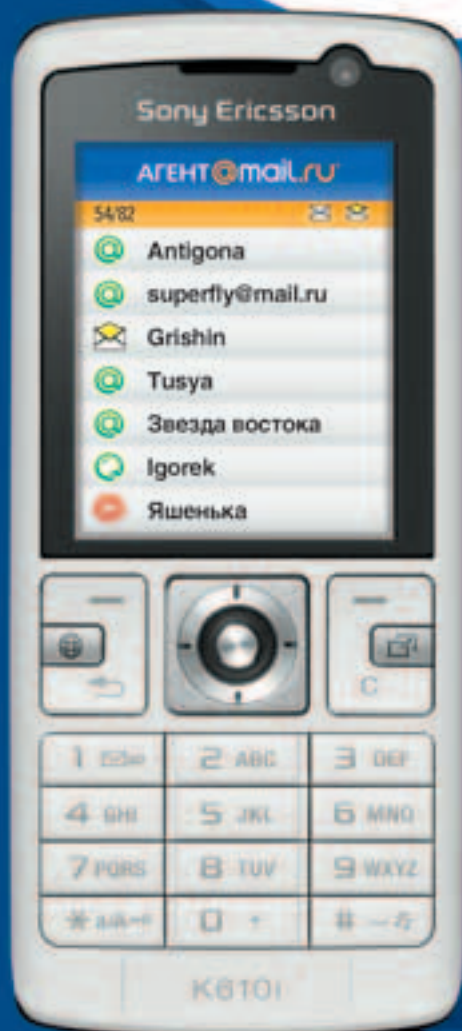 Sony Ericsson
АГЕНТ@mail.ru
54/82
Antigona
superfly@mail.ru
Grishin
Tusya
Звезда востока
Igorek
Яшенька
C
1
2 ABC
3 DEF
4 GHI
5 JKL
6 MNO
7 PQRS
8 TUV
9 WXYZ
* a/A
0 +
#
K610i